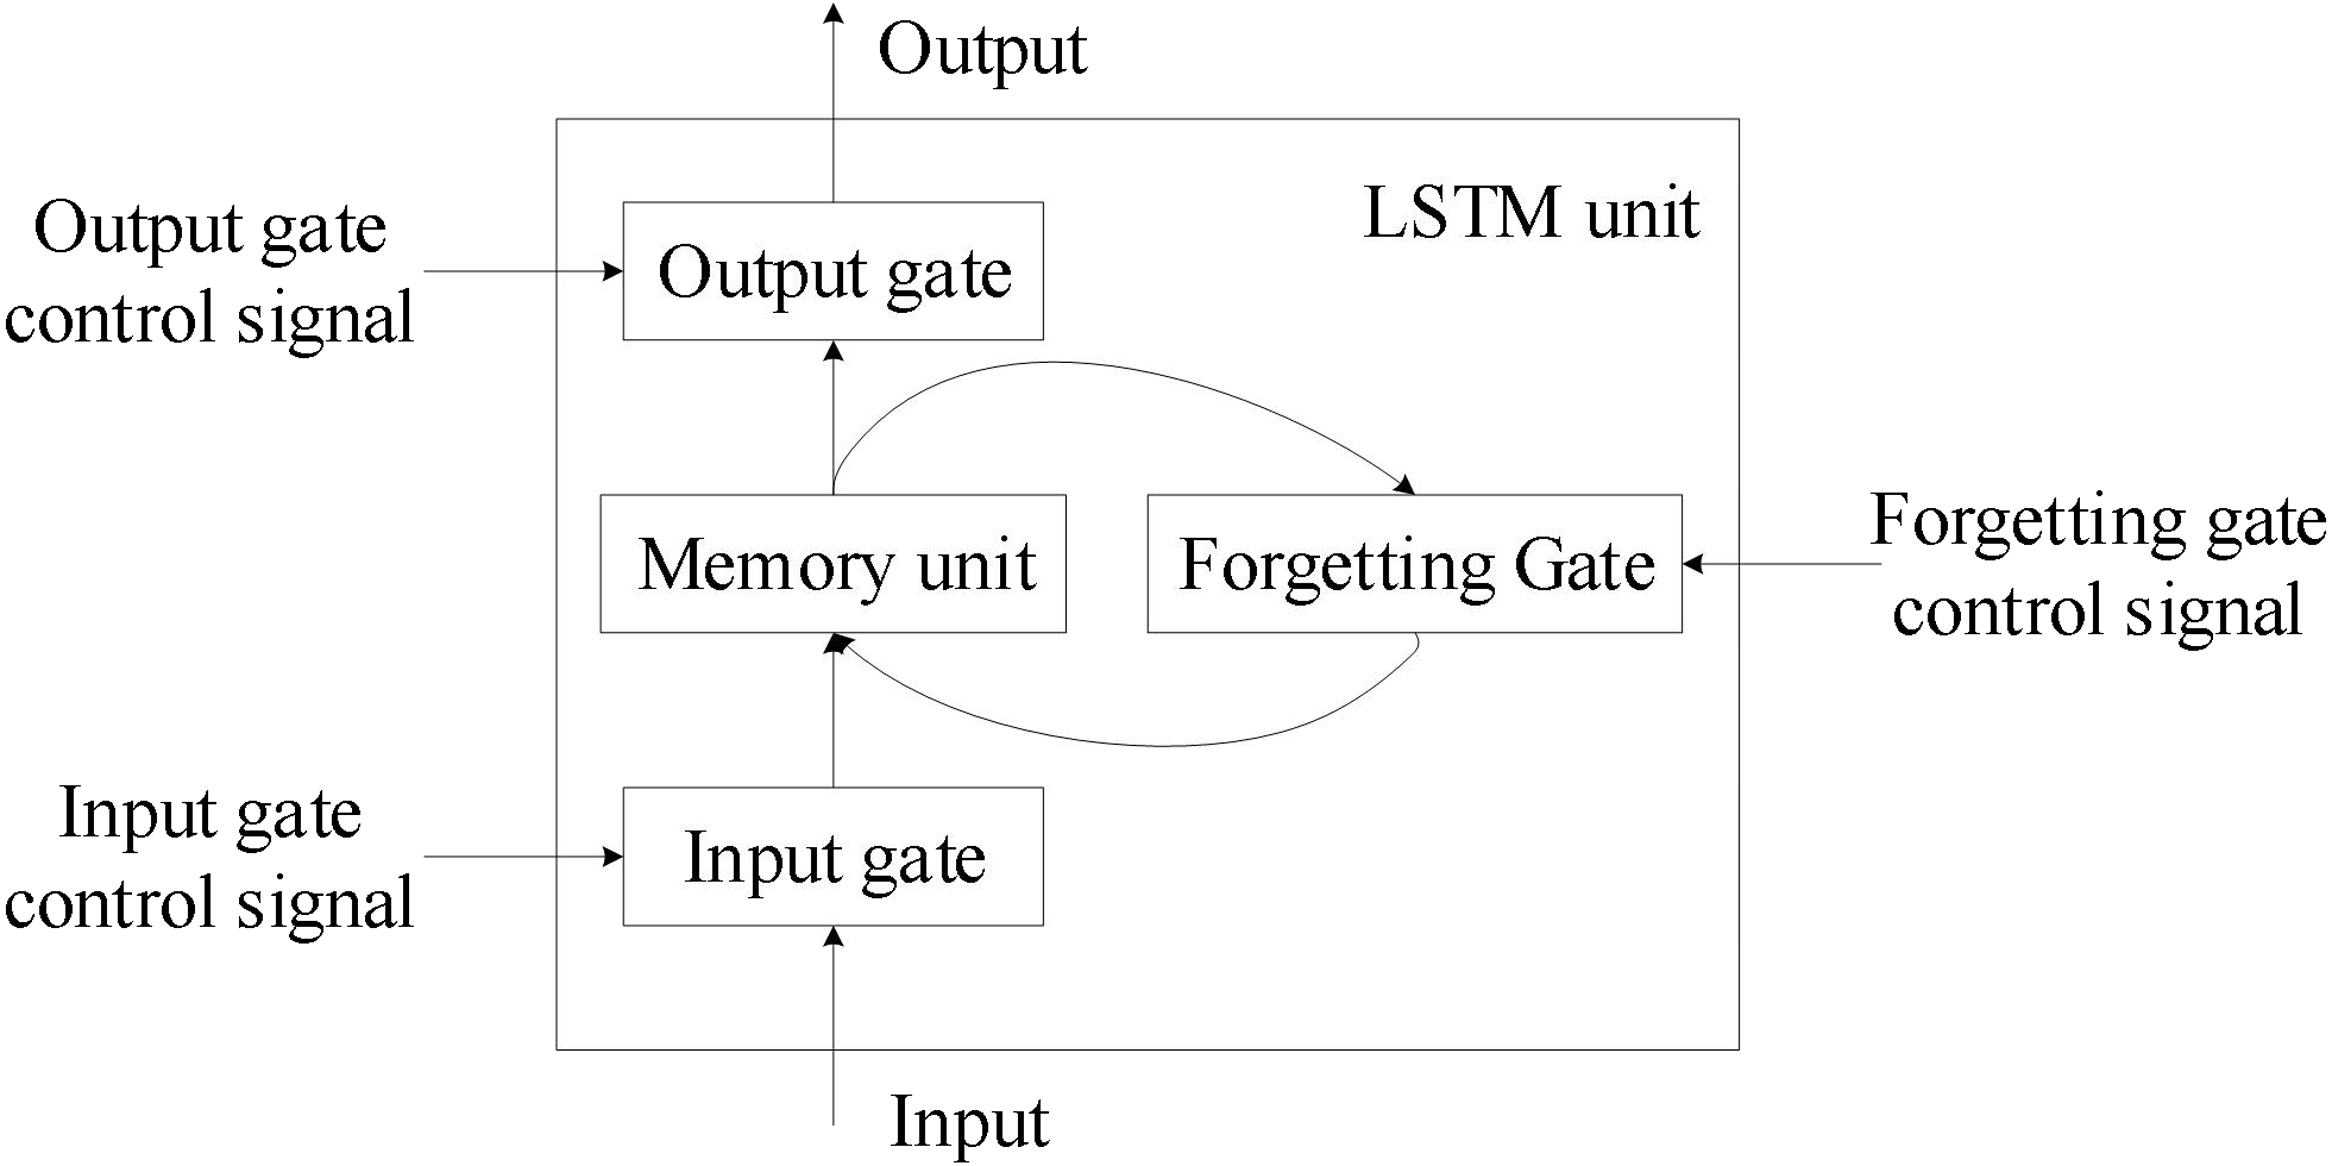 Output
LSTM unit
Output gate
control signal
Output gate
Memory unit
Forgetting Gate
Forgetting gate
control signal
Input gate
control signal
Input gate
Input